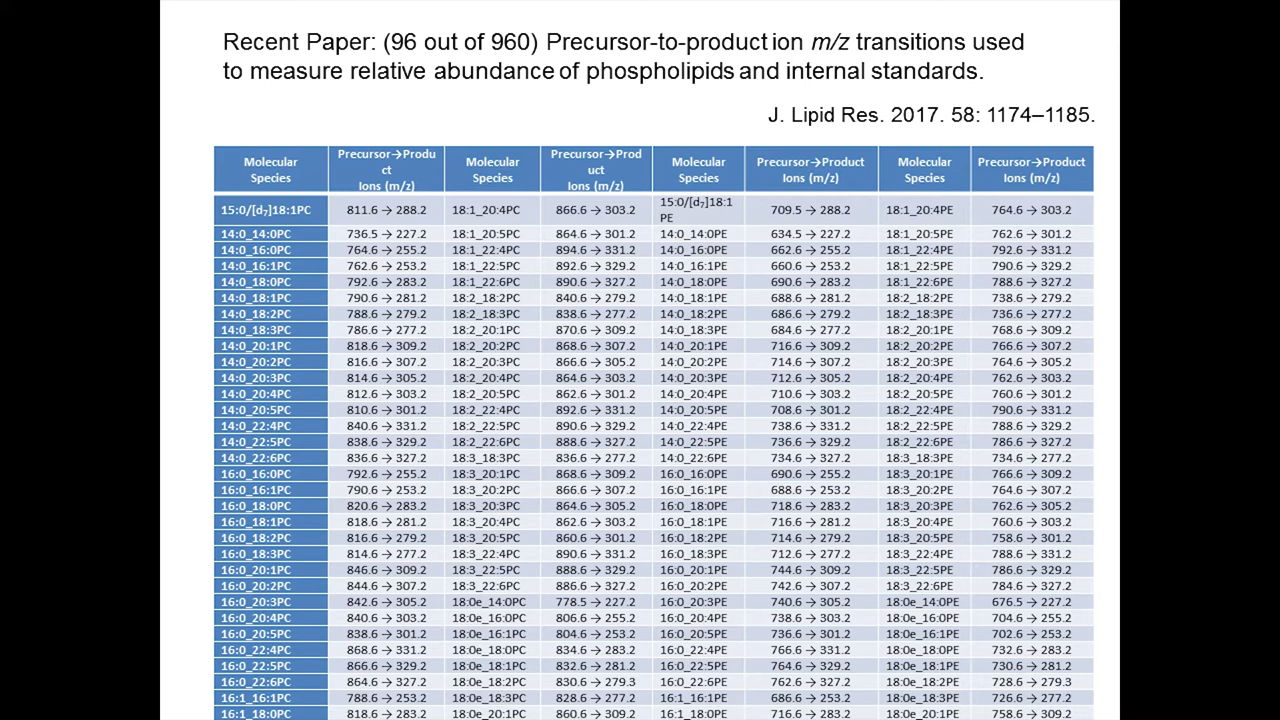 Recent Paper: (96 out of 960) Precursor-to-product ion m/z transitions used
to measure relative abundance of phospholipids and internal standards.
J. Lipid Res. 2017. 58: 1174–1185.
Molecular Species Precursor→Product Ions (m/z) Molecular Species Precursor→Product Ions (m/z) Molecular Species Precursor→Product Ions (m/z) Molecular Species Precursor→Product Ions (m/z)
15:0/[d₇]18:1PC 811.6 → 288.2 18:1_20:4PC 866.6 → 303.2 15:0/[d₇]18:1 PE 709.5 → 288.2 18:1_20:4PE 764.6 → 303.2
14:0_14:0PC 736.5 → 227.2 18:1_20:5PC 864.6 → 301.2 14:0_14:0PE 634.5 → 227.2 18:1_20:5PE 762.6 → 301.2
14:0_16:0PC 764.6 → 255.2 18:1_22:4PC 894.6 → 331.2 14:0_16:0PE 662.6 → 255.2 18:1_22:4PE 792.6 → 331.2
14:0_16:1PC 762.6 → 253.2 18:1_22:5PC 892.6 → 329.2 14:0_16:1PE 660.6 → 253.2 18:1_22:5PE 790.6 → 329.2
14:0_18:0PC 792.6 → 283.2 18:1_22:6PC 890.6 → 327.2 14:0_18:0PE 690.6 → 283.2 18:1_22:6PE 788.6 → 327.2
14:0_18:1PC 790.6 → 281.2 18:2_18:2PC 840.6 → 279.2 14:0_18:1PE 688.6 → 281.2 18:2_18:2PE 738.6 → 279.2
14:0_18:2PC 788.6 → 279.2 18:2_18:3PC 838.6 → 277.2 14:0_18:2PE 686.6 → 279.2 18:2_18:3PE 736.6 → 277.2
14:0_18:3PC 786.6 → 277.2 18:2_20:1PC 870.6 → 309.2 14:0_18:3PE 684.6 → 277.2 18:2_20:1PE 768.6 → 309.2
14:0_20:1PC 818.6 → 309.2 18:2_20:2PC 868.6 → 307.2 14:0_20:1PE 716.6 → 309.2 18:2_20:2PE 766.6 → 307.2
14:0_20:2PC 816.6 → 307.2 18:2_20:3PC 866.6 → 305.2 14:0_20:2PE 714.6 → 307.2 18:2_20:3PE 764.6 → 305.2
14:0_20:3PC 814.6 → 305.2 18:2_20:4PC 864.6 → 303.2 14:0_20:3PE 712.6 → 305.2 18:2_20:4PE 762.6 → 303.2
14:0_20:4PC 812.6 → 303.2 18:2_20:5PC 862.6 → 301.2 14:0_20:4PE 710.6 → 303.2 18:2_20:5PE 760.6 → 301.2
14:0_20:5PC 810.6 → 301.2 18:2_22:4PC 892.6 → 331.2 14:0_20:5PE 708.6 → 301.2 18:2_22:4PE 790.6 → 331.2
14:0_22:4PC 840.6 → 331.2 18:2_22:5PC 890.6 → 329.2 14:0_22:4PE 738.6 → 331.2 18:2_22:5PE 788.6 → 329.2
14:0_22:5PC 838.6 → 329.2 18:2_22:6PC 888.6 → 327.2 14:0_22:5PE 736.6 → 329.2 18:2_22:6PE 786.6 → 327.2
14:0_22:6PC 836.6 → 327.2 18:3_18:3PC 836.6 → 277.2 14:0_22:6PE 734.6 → 327.2 18:3_18:3PE 734.6 → 277.2
16:0_16:0PC 792.6 → 255.2 18:3_20:1PC 868.6 → 309.2 16:0_16:0PE 690.6 → 255.2 18:3_20:1PE 766.6 → 309.2
16:0_16:1PC 790.6 → 253.2 18:3_20:2PC 866.6 → 307.2 16:0_16:1PE 688.6 → 253.2 18:3_20:2PE 764.6 → 307.2
16:0_18:0PC 820.6 → 283.2 18:3_20:3PC 864.6 → 305.2 16:0_18:0PE 718.6 → 283.2 18:3_20:3PE 762.6 → 305.2
16:0_18:1PC 818.6 → 281.2 18:3_20:4PC 862.6 → 303.2 16:0_18:1PE 716.6 → 281.2 18:3_20:4PE 760.6 → 303.2
16:0_18:2PC 816.6 → 279.2 18:3_20:5PC 860.6 → 301.2 16:0_18:2PE 714.6 → 279.2 18:3_20:5PE 758.6 → 301.2
16:0_18:3PC 814.6 → 277.2 18:3_22:4PC 890.6 → 331.2 16:0_18:3PE 712.6 → 277.2 18:3_22:4PE 788.6 → 331.2
16:0_20:1PC 846.6 → 309.2 18:3_22:5PC 888.6 → 329.2 16:0_20:1PE 744.6 → 309.2 18:3_22:5PE 786.6 → 329.2
16:0_20:2PC 844.6 → 307.2 18:3_22:6PC 886.6 → 327.2 16:0_20:2PE 742.6 → 307.2 18:3_22:6PE 784.6 → 327.2
16:0_20:3PC 842.6 → 305.2 18:0e_14:0PC 778.5 → 227.2 16:0_20:3PE 740.6 → 305.2 18:0e_14:0PE 676.5 → 227.2
16:0_20:4PC 840.6 → 303.2 18:0e_16:0PC 806.6 → 255.2 16:0_20:4PE 738.6 → 303.2 18:0e_16:0PE 704.6 → 255.2
16:0_20:5PC 838.6 → 301.2 18:0e_16:1PC 804.6 → 253.2 16:0_20:5PE 736.6 → 301.2 18:0e_16:1PE 702.6 → 253.2
16:0_22:4PC 868.6 → 331.2 18:0e_18:0PC 834.6 → 283.2 16:0_22:4PE 766.6 → 331.2 18:0e_18:0PE 732.6 → 283.2
16:0_22:5PC 866.6 → 329.2 18:0e_18:1PC 832.6 → 281.2 16:0_22:5PE 764.6 → 329.2 18:0e_18:1PE 730.6 → 281.2
16:0_22:6PC 864.6 → 327.2 18:0e_18:2PC 830.6 → 279.3 16:0_22:6PE 762.6 → 327.2 18:0e_18:2PE 728.6 → 279.3
16:1_16:1PC 788.6 → 253.2 18:0e_18:3PC 828.6 → 277.2 16:1_16:1PE 686.6 → 253.2 18:0e_18:3PE 726.6 → 277.2
16:1_18:0PC 818.6 → 283.2 18:0e_20:1PC 860.6 → 309.2 16:1_18:0PE 716.6 → 283.2 18:0e_20:1PE 758.6 → 309.2